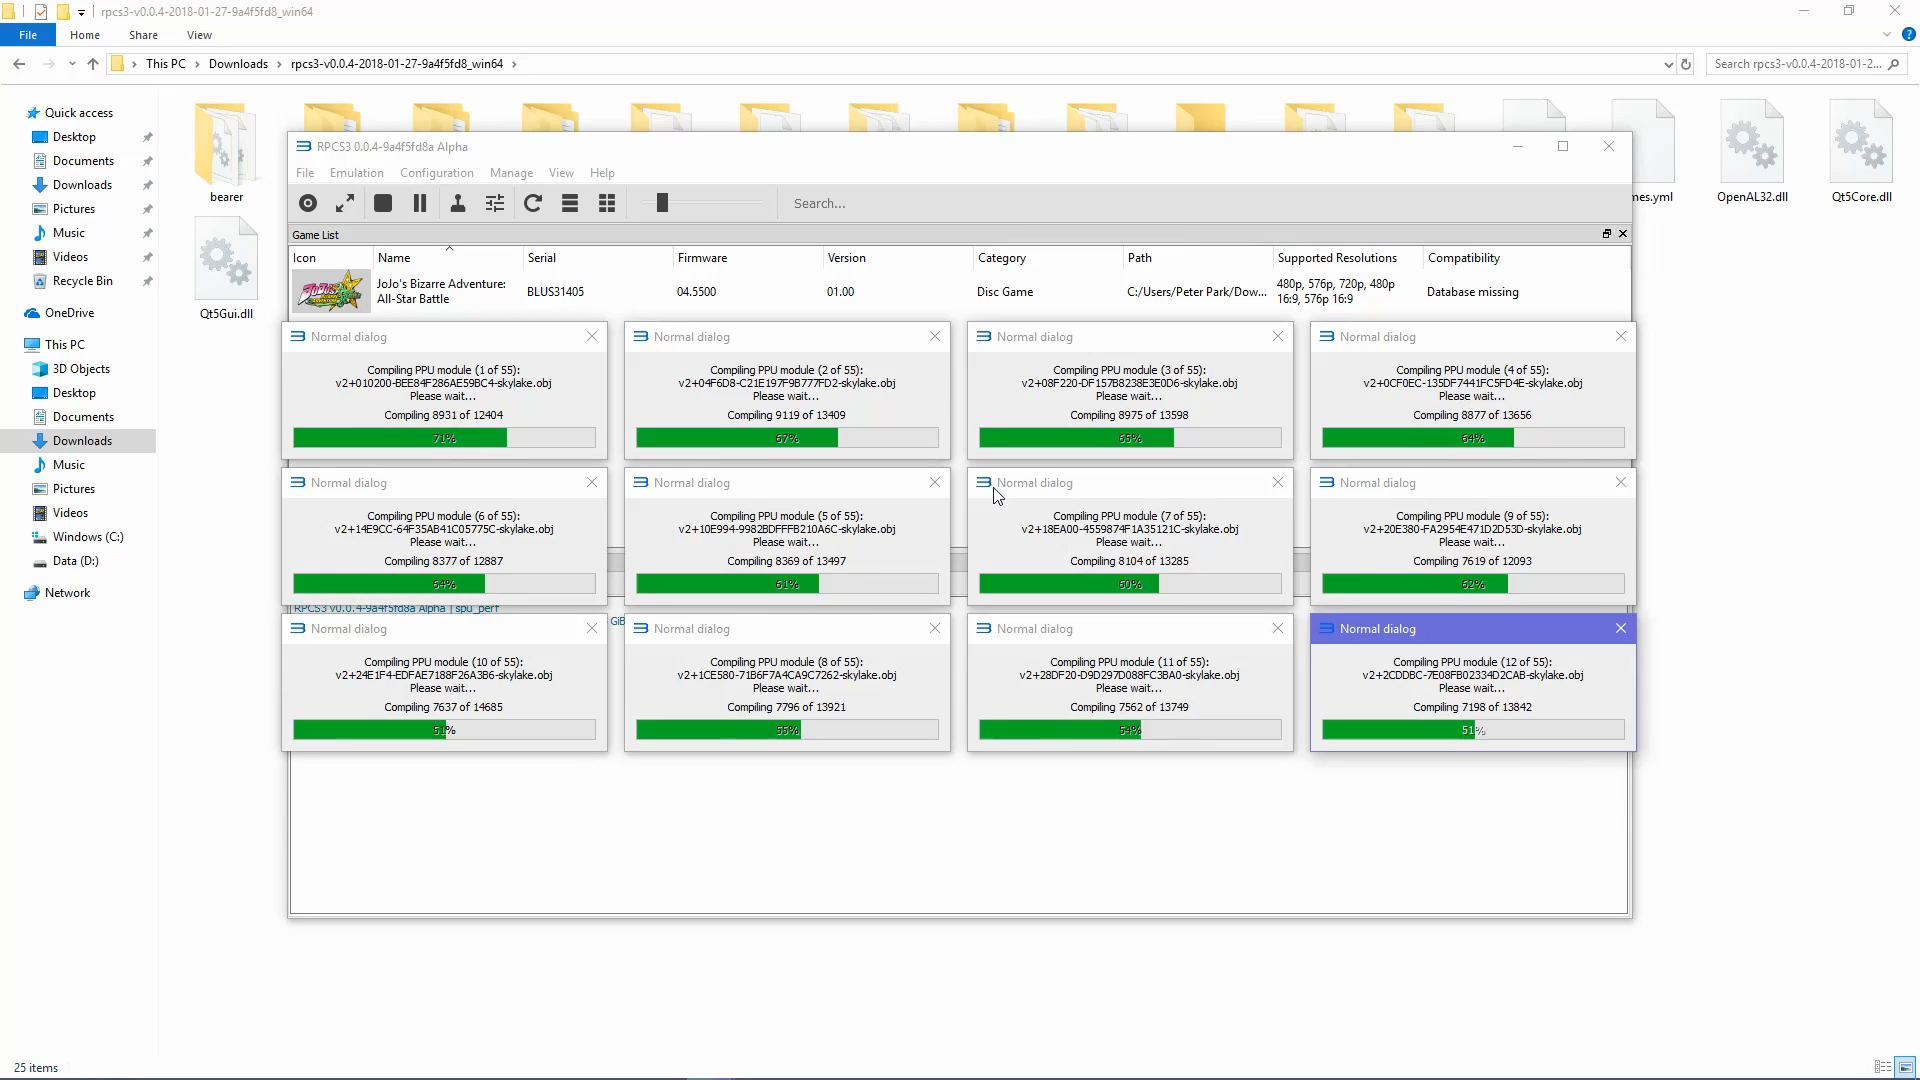 rpcs3-v0.0.4-2018-01-27-9a4f5fd8_win64
File Home Share View
This PC Downloads rpcs3-v0.0.4-2018-01-27-9a4f5fd8_win64
Search rpcs3-v0.0.4-2018-01-2...
Quick access
Desktop
Documents
Downloads
Pictures
Music
Videos
Recycle Bin
OneDrive
This PC
3D Objects
Desktop
Documents
Downloads
Music
Pictures
Videos
Windows (C:)
Data (D:)
Network
bearer
Qt5Gui.dll
mes.yml
OpenAL32.dll
Qt5Core.dll
RPCS3 0.0.4-9a4f5fd8a Alpha
File Emulation Configuration Manage View Help
Search...
Game List
Icon Name Serial Firmware Version Category Path Supported Resolutions Compatibility
JoJo's Bizarre Adventure: All-Star Battle BLUS31405 04.5500 01.00 Disc Game C:/Users/Peter Park/Dow... 480p, 576p, 720p, 480p 16:9, 576p 16:9 Database missing
Normal dialog
Compiling PPU module (1 of 55):
v2+010200-BEE84F286AE59BC4-skylake.obj
Please wait...
Compiling 8931 of 12404
71%
Normal dialog
Compiling PPU module (2 of 55):
v2+04F6D8-C21E197F9B777FD2-skylake.obj
Please wait...
Compiling 9119 of 13409
67%
Normal dialog
Compiling PPU module (3 of 55):
v2+08F220-DF157B8238E3E0D6-skylake.obj
Please wait...
Compiling 8975 of 13598
65%
Normal dialog
Compiling PPU module (4 of 55):
v2+0CF0EC-135DF7441FC5FD4E-skylake.obj
Please wait...
Compiling 8877 of 13656
64%
Normal dialog
Compiling PPU module (6 of 55):
v2+14E9CC-64F35AB41C05775C-skylake.obj
Please wait...
Compiling 8377 of 12887
64%
Normal dialog
Compiling PPU module (5 of 55):
v2+10E994-9982BDFFFB210A6C-skylake.obj
Please wait...
Compiling 8369 of 13497
61%
Normal dialog
Compiling PPU module (7 of 55):
v2+18EA00-4559874F1A35121C-skylake.obj
Please wait...
Compiling 8104 of 13285
60%
Normal dialog
Compiling PPU module (9 of 55):
v2+20E380-FA2954E471D2D53D-skylake.obj
Please wait...
Compiling 7619 of 12093
62%
RPCS3 v0.0.4-9a4f5fd8a Alpha | spu_perf
GiB
Normal dialog
Compiling PPU module (10 of 55):
v2+24E1F4-EDFAE7188F26A3B6-skylake.obj
Please wait...
Compiling 7637 of 14685
51%
Normal dialog
Compiling PPU module (8 of 55):
v2+1CE580-71B6F7A4CA9C7262-skylake.obj
Please wait...
Compiling 7796 of 13921
55%
Normal dialog
Compiling PPU module (11 of 55):
v2+28DF20-D9D297D088FC3BA0-skylake.obj
Please wait...
Compiling 7562 of 13749
54%
Normal dialog
Compiling PPU module (12 of 55):
v2+2CDDBC-7E08FB02334D2CAB-skylake.obj
Please wait...
Compiling 7198 of 13842
51%
25 items